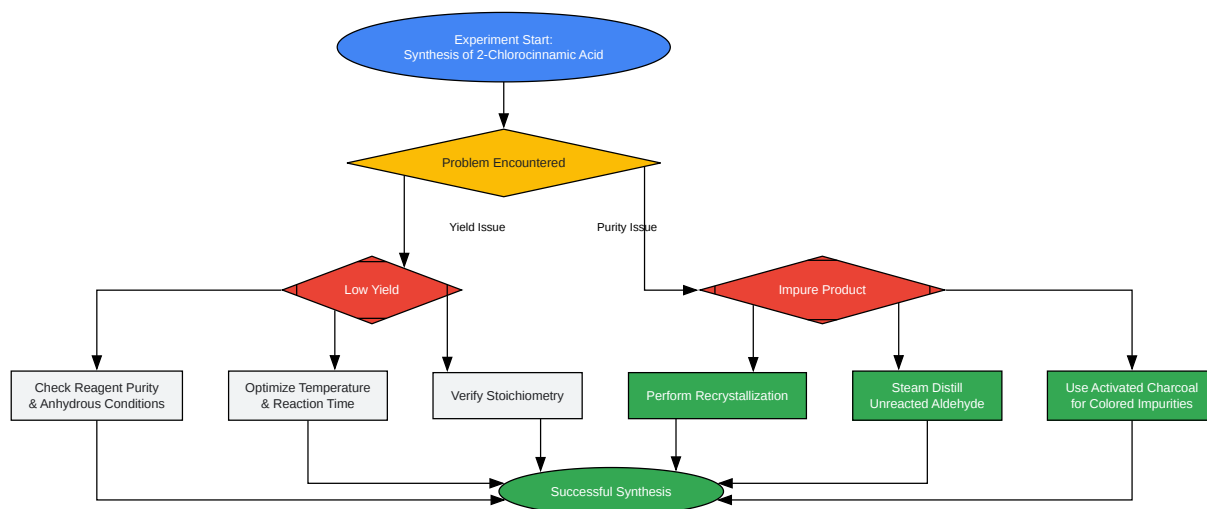 Experiment Start:
Synthesis of 2-Chlorocinnamic Acid
Problem Encountered
Yield Issue
Purity Issue
Low Yield
Impure Product
Check Reagent Purity
& Anhydrous Conditions
Optimize Temperature
& Reaction Time
Verify Stoichiometry
Perform Recrystallization
Steam Distill
Unreacted Aldehyde
Use Activated Charcoal
for Colored Impurities
Successful Synthesis